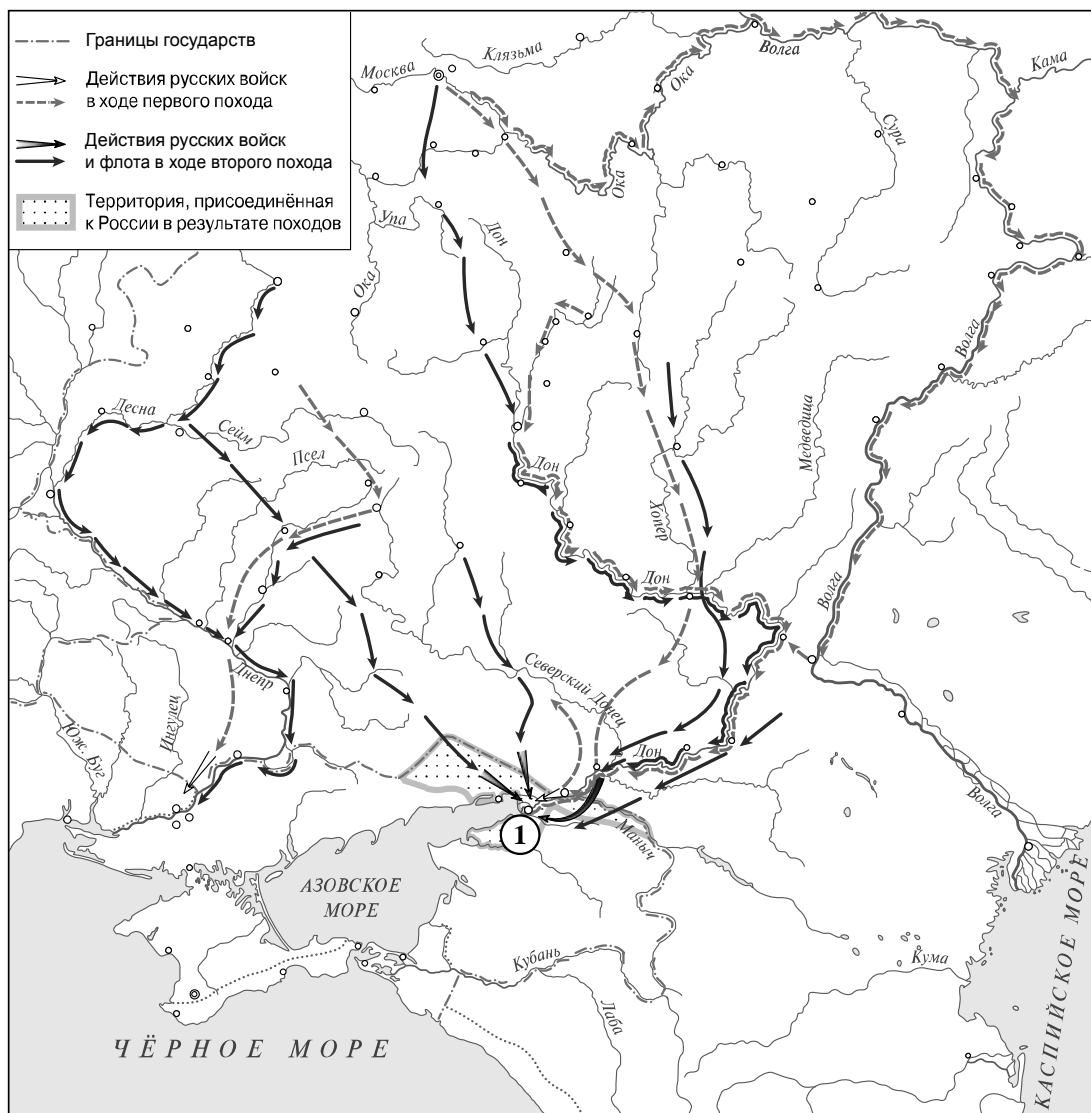 Границы государств
Действия русских войск
в ходе первого похода
Действия русских войск
и флота в ходе второго похода
Территория, присоединённая
к России в результате походов
Москва
Клязьма
Волга
Ока
Кама
Сура
Ока
Упа
Дон
Ока
Волга
Десна
Сейм
Псел
Медведица
Дон
Хопер
Дон
Волга
Северский Донец
Днепр
Ингулец
Юж. Буг
Дон
Волга
Маныч
1
АЗОВСКОЕ
МОРЕ
Кубань
Лаба
Кума
ЧЁРНОЕ МОРЕ
КАСПИЙСКОЕ МОРЕ